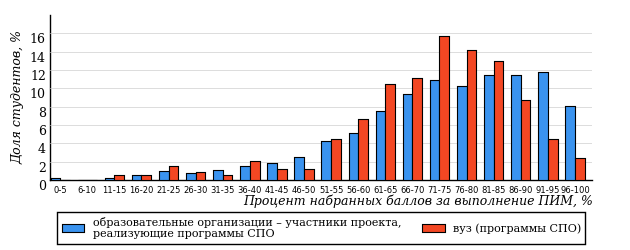 Доля студентов, %
16
14
12
10
8
6
4
2
0
0-5 6-10 11-15 16-20 21-25 26-30 31-35 36-40 41-45 46-50 51-55 56-60 61-65 66-70 71-75 76-80 81-85 86-90 91-95 96-100
Процент набранных баллов за выполнение ПИМ, %
образовательные организации – участники проекта,
реализующие программы СПО
вуз (программы СПО)